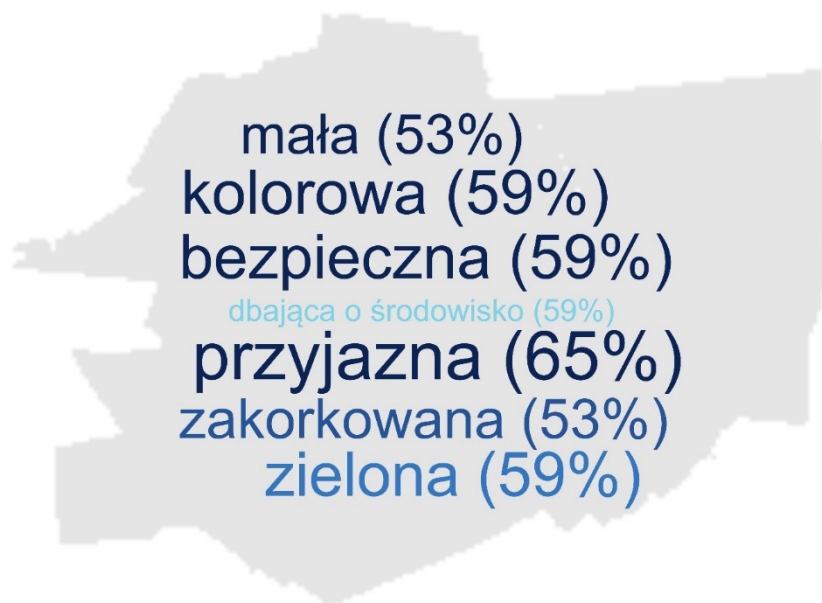 mała (53%)
kolorowa (59%)
bezpieczna (59%)
dbająca o środowisko (59%)
przyjazna (65%)
zakorkowana (53%)
zielona (59%)